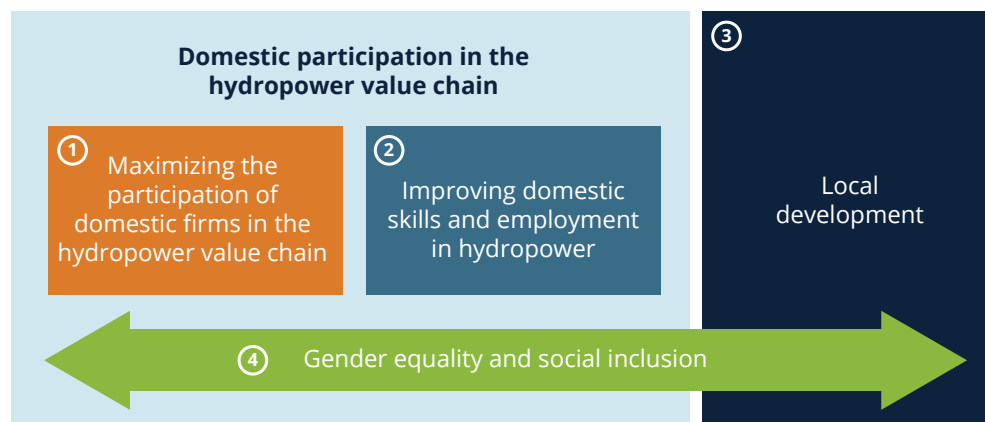 Domestic participation in the
hydropower value chain
1
Maximizing the
participation of
domestic firms in the
hydropower value chain
2
Improving domestic
skills and employment
in hydropower
3
Local
development
4 Gender equality and social inclusion